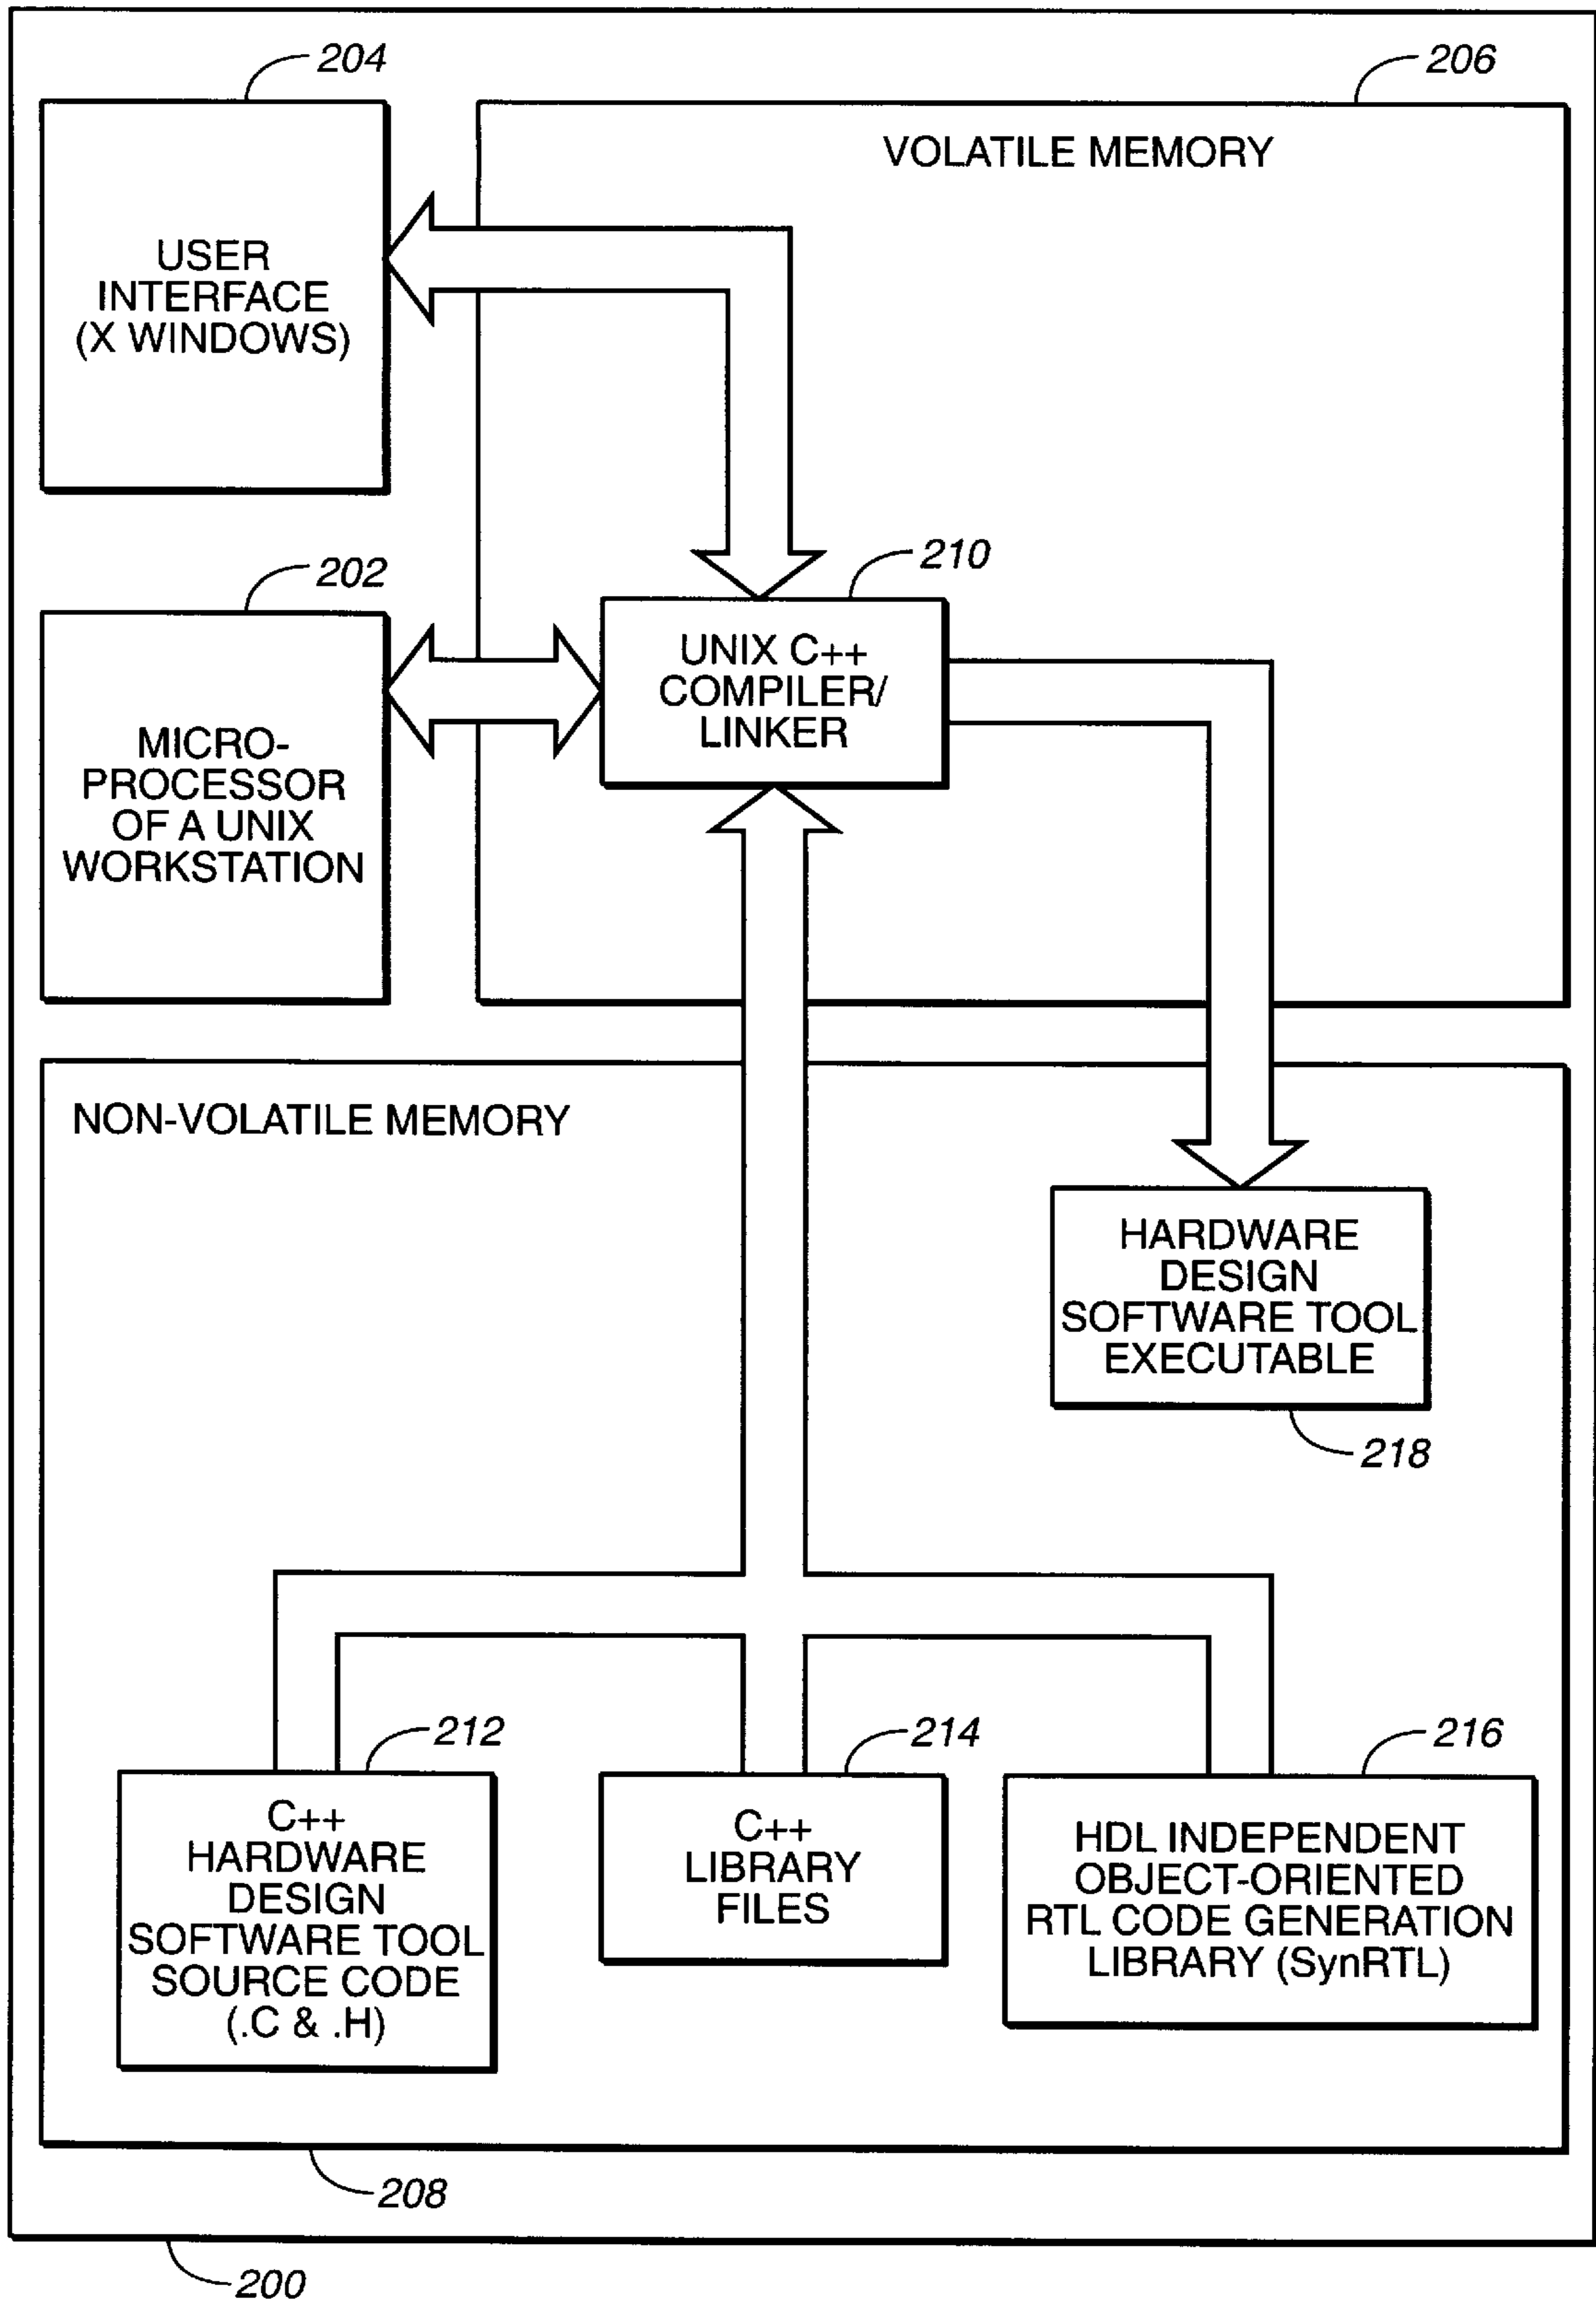 204
206
VOLATILE MEMORY
USER
INTERFACE
(X WINDOWS)
210
202
UNIX C++
COMPILER/
LINKER
MICRO-
PROCESSOR
OF A UNIX
WORKSTATION
NON-VOLATILE MEMORY
HARDWARE
DESIGN
SOFTWARE TOOL
EXECUTABLE
218
212
214
216
C++
HARDWARE
DESIGN
SOFTWARE TOOL
SOURCE CODE
(.C & .H)
C++
LIBRARY
FILES
HDL INDEPENDENT
OBJECT-ORIENTED
RTL CODE GENERATION
LIBRARY (SynRTL)
208
200